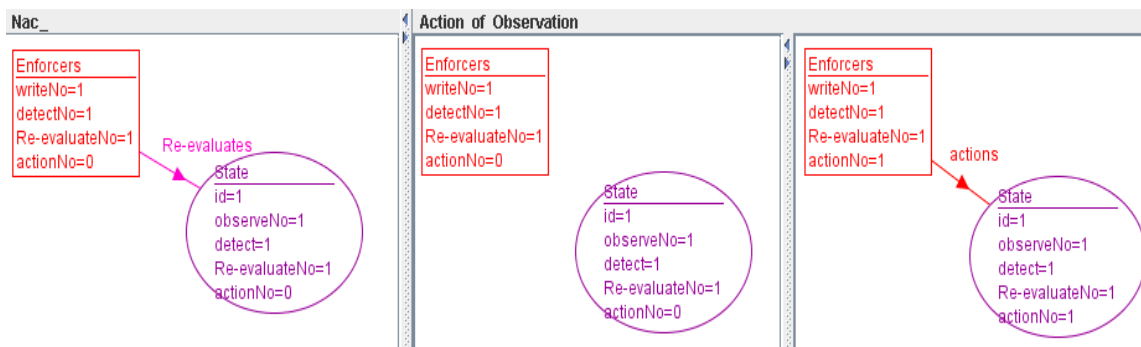 Nac_
Enforcers
writeNo=1
detectNo=1
Re-evaluateNo=1
actionNo=0
Re-evaluates
State
id=1
observeNo=1
detect=1
Re-evaluateNo=1
actionNo=0
Action of Observation
Enforcers
writeNo=1
detectNo=1
Re-evaluateNo=1
actionNo=0
State
id=1
observeNo=1
detect=1
Re-evaluateNo=1
actionNo=0
Enforcers
writeNo=1
detectNo=1
Re-evaluateNo=1
actionNo=1
actions
State
id=1
observeNo=1
detect=1
Re-evaluateNo=1
actionNo=1